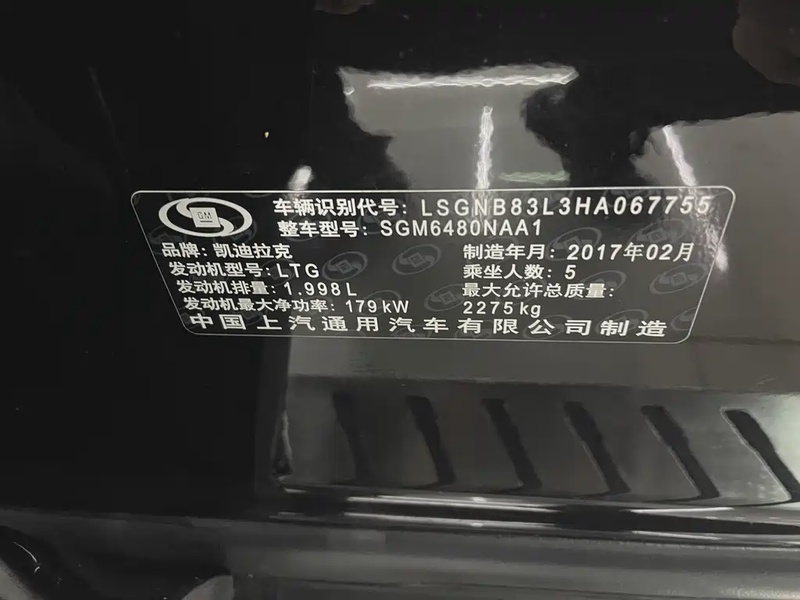 GM
车辆识别代号: LSGNB83L3HA067755
整车型号: SGM6480NAA1
品牌: 凯迪拉克 制造年月: 2017年02月
发动机型号: LTG 乘坐人数: 5
发动机排量: 1.998L 最大允许总质量:
发动机最大净功率: 179kW 2275kg
中国上汽通用汽车有限公司制造